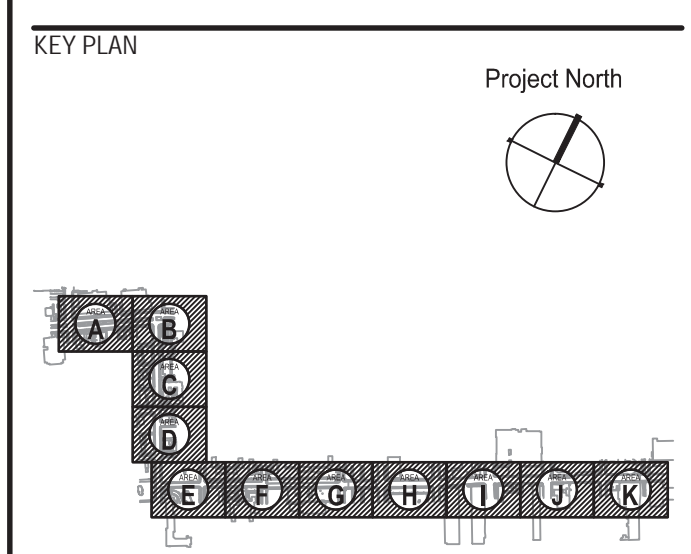 KEY PLAN
Project North
AREA
A
AREA
B
AREA
C
AREA
D
AREA
E
AREA
F
AREA
G
AREA
H
AREA
I
AREA
J
AREA
K